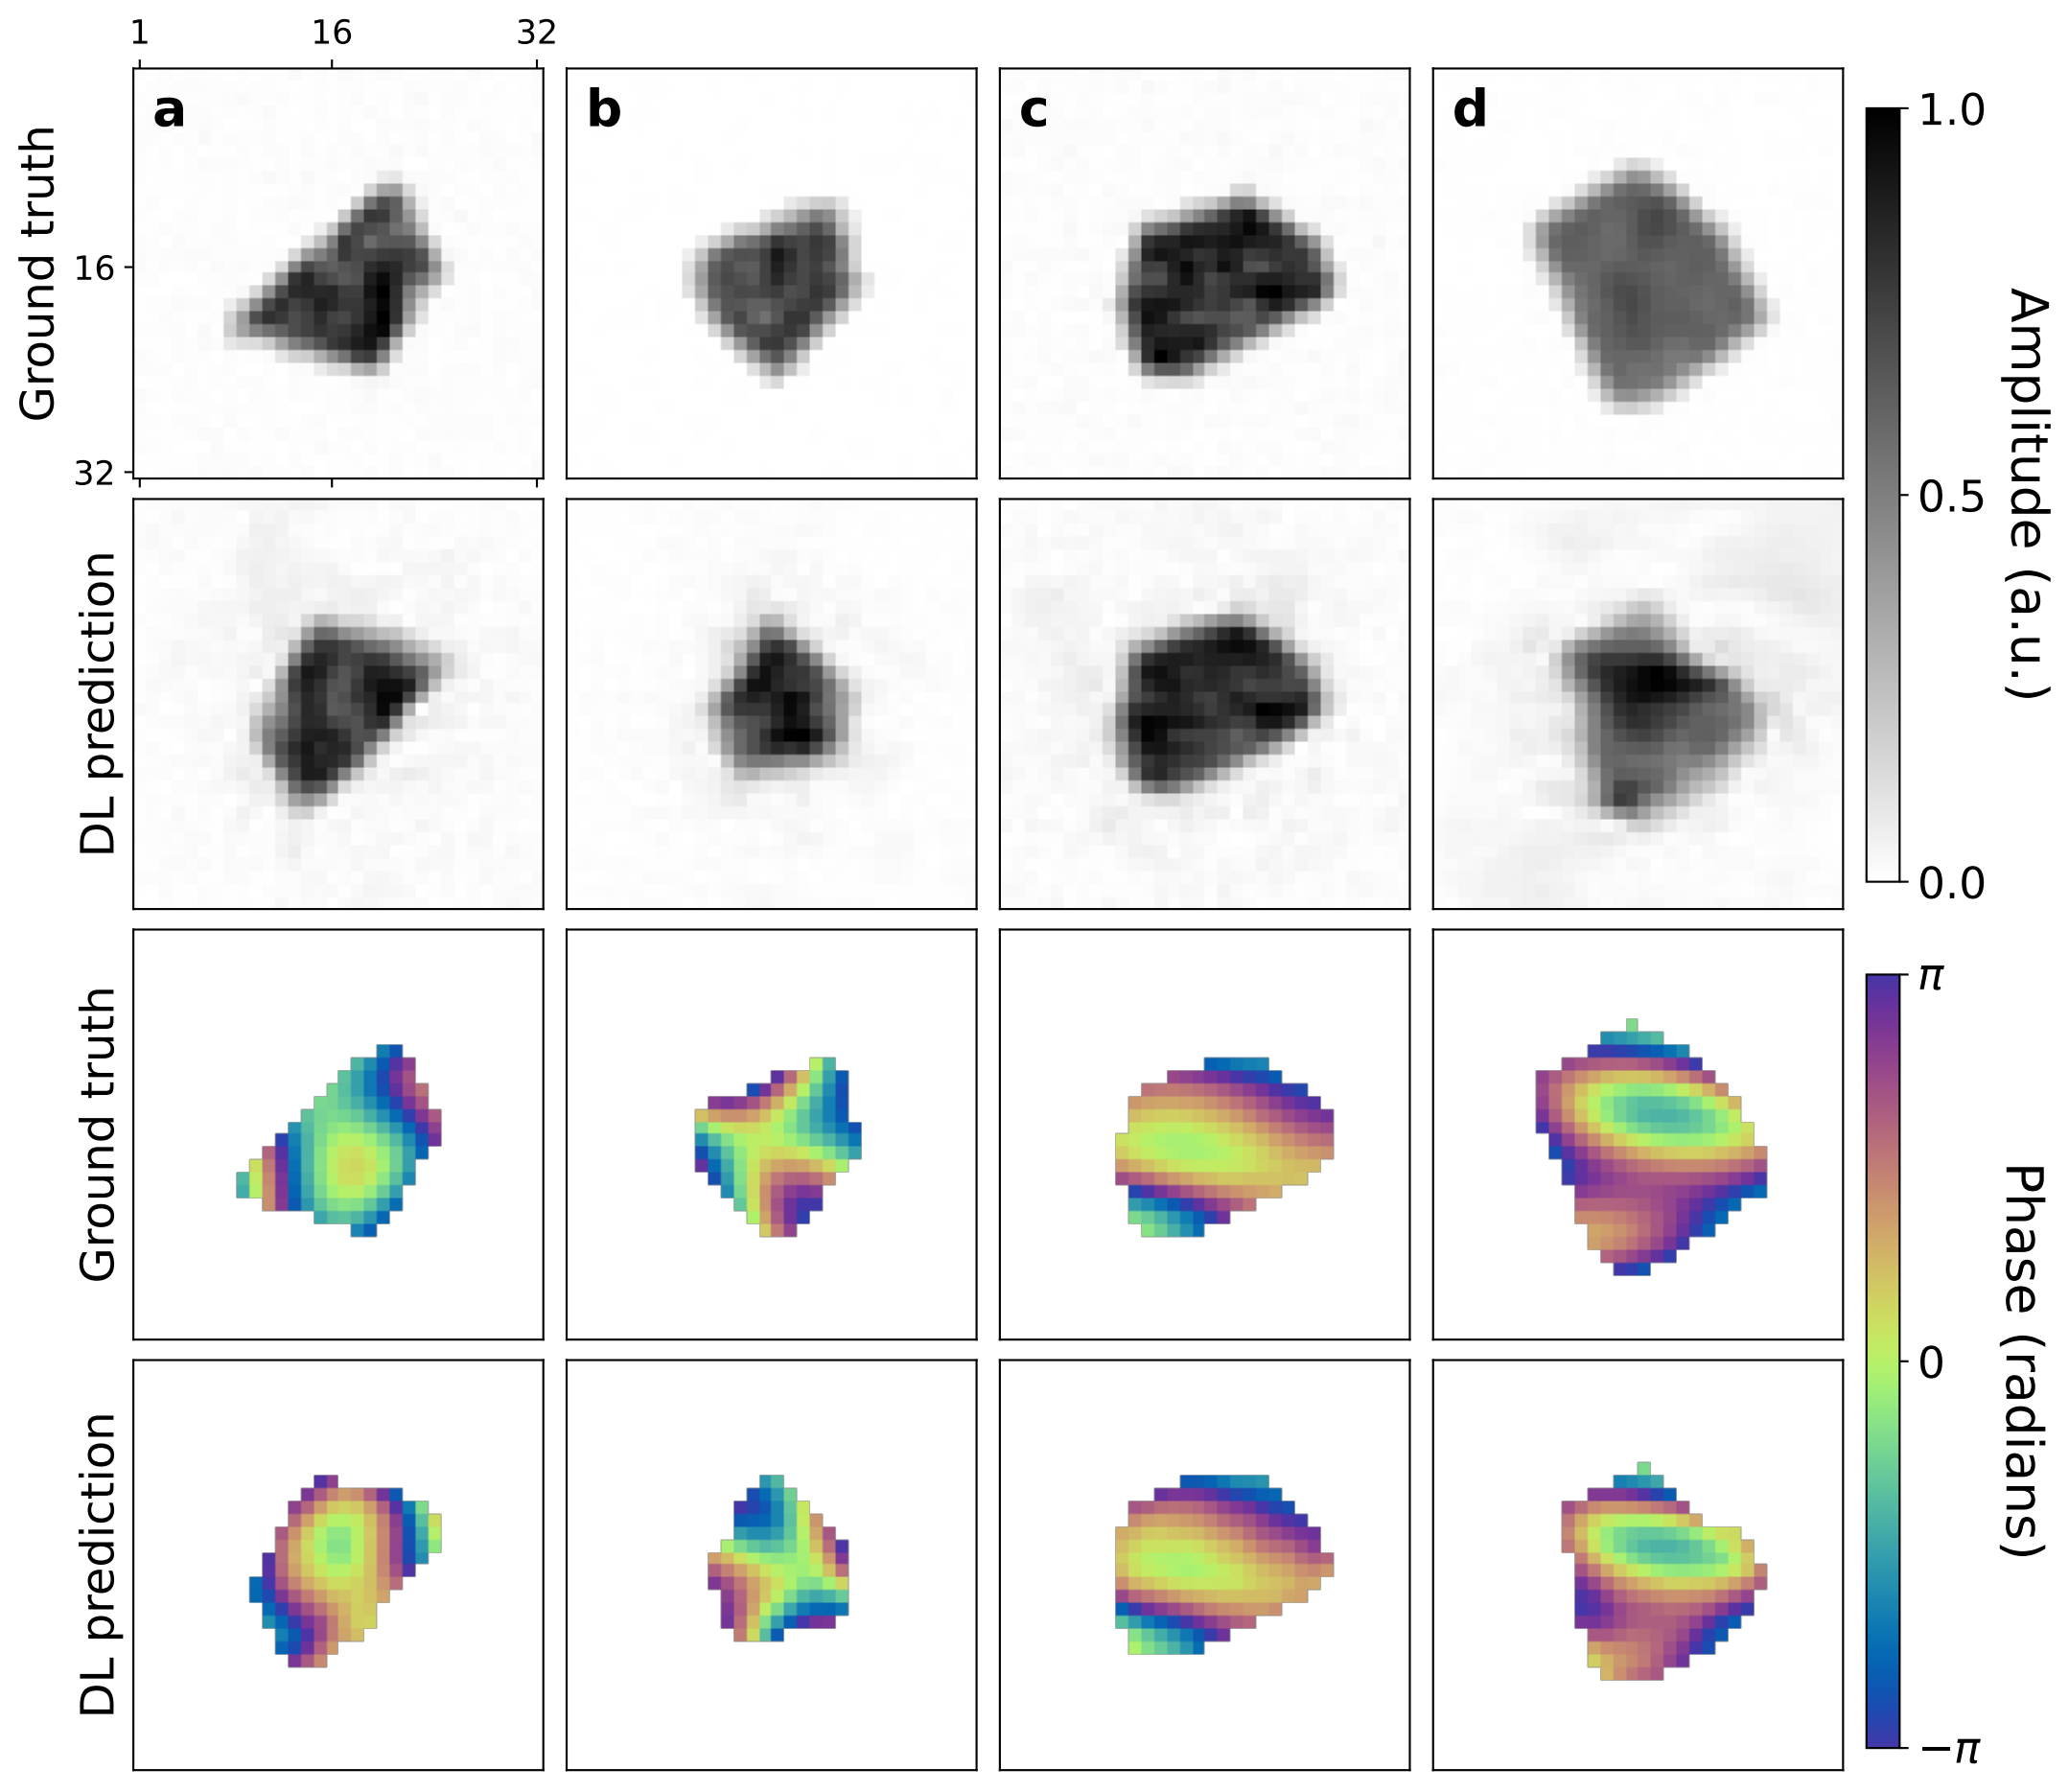 1 16 32
a b c d
Ground truth
16
32
DL prediction
Ground truth
DL prediction
1.0
0.5
0.0
Amplitude (a.u.)
π
0
−π
Phase (radians)